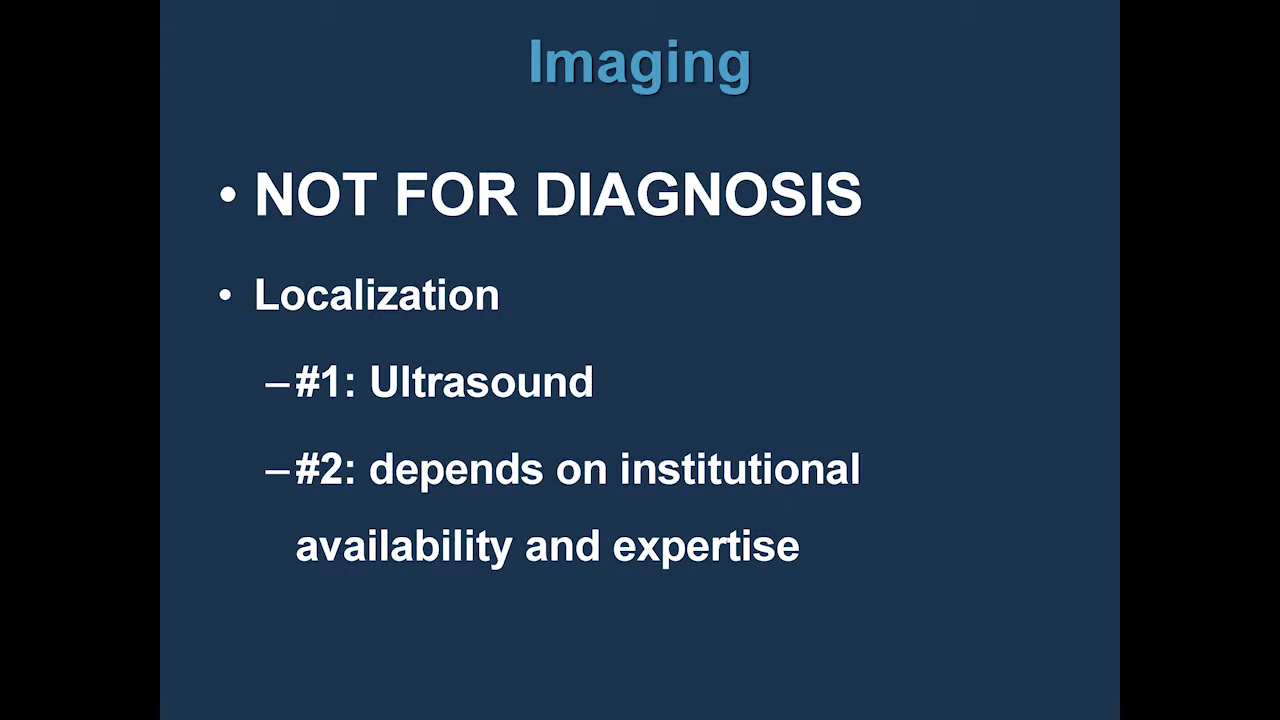 Imaging
• NOT FOR DIAGNOSIS
• Localization
–#1: Ultrasound
–#2: depends on institutional
availability and expertise